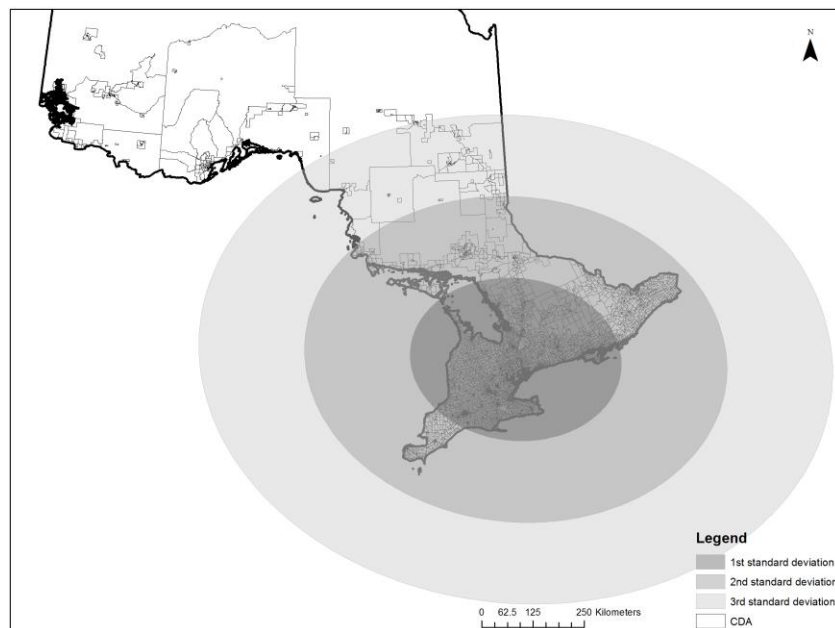 N
Legend
1st standard deviation
2nd standard deviation
3rd standard deviation
CDA
0 62.5 125 250 Kilometers